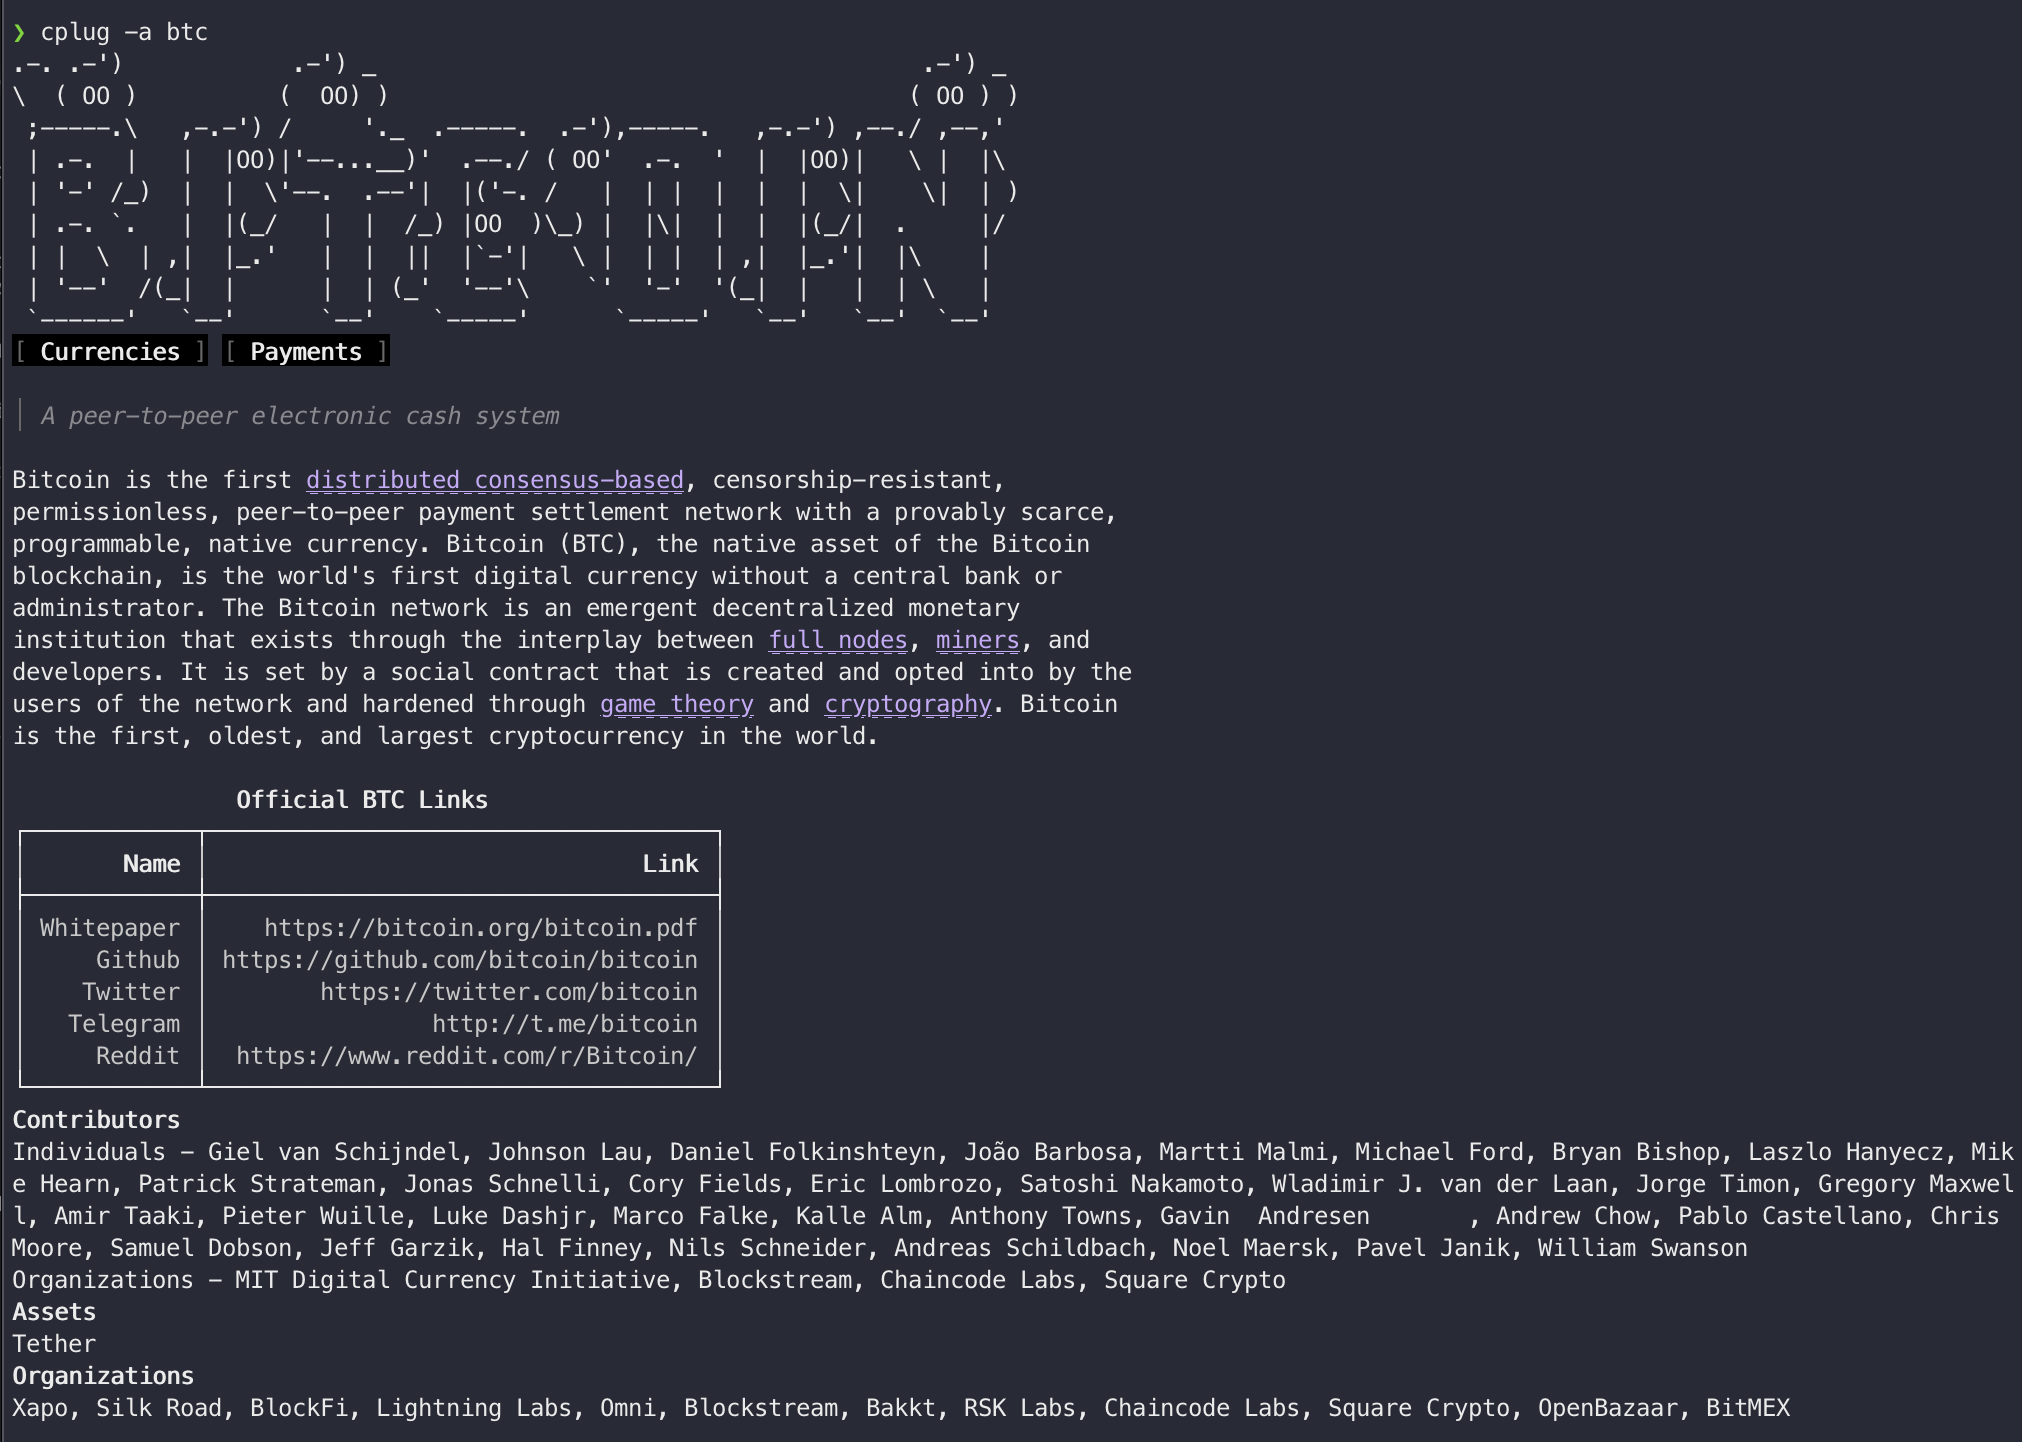 ❯ cplug -a btc
.-. .-')            .-') _                                       .-') _
\  ( OO )          (  OO) )                                     ( OO ) )
 ;-----.\   ,-.-') /     '._  .-----.  .-'),-----.   ,-.-') ,--./ ,--,'
 | .-.  |   |  |OO)|'--...__)'  .--./ ( OO'  .-.  '  |  |OO)|   \ |  |\
 | '-' /_)  |  |  \'--.  .--'|  |('-. /   |  | |  |  |  |  \|    \|  | )
 | .-. `.   |  |(_/   |  |  /_) |OO  )\_) |  |\|  |  |  |(_/|  .     |/
 | |  \  | ,|  |_.'   |  |  ||  |`-'|   \ |  | |  | ,|  |_.'|  |\    |
 | '--'  /(_|  |      |  | (_'  '--'\    `'  '-'  '(_|  |   |  | \   |
 `------'   `--'      `--'    `-----'      `-----'   `--'   `--'  `--'
[ Currencies ] [ Payments ]
A peer-to-peer electronic cash system
Bitcoin is the first distributed consensus-based, censorship-resistant,
permissionless, peer-to-peer payment settlement network with a provably scarce,
programmable, native currency. Bitcoin (BTC), the native asset of the Bitcoin
blockchain, is the world's first digital currency without a central bank or
administrator. The Bitcoin network is an emergent decentralized monetary
institution that exists through the interplay between full nodes, miners, and
developers. It is set by a social contract that is created and opted into by the
users of the network and hardened through game theory and cryptography. Bitcoin
is the first, oldest, and largest cryptocurrency in the world.
Official BTC Links
Name Link
Whitepaper https://bitcoin.org/bitcoin.pdf
Github https://github.com/bitcoin/bitcoin
Twitter https://twitter.com/bitcoin
Telegram http://t.me/bitcoin
Reddit https://www.reddit.com/r/Bitcoin/
Contributors
Individuals - Giel van Schijndel, Johnson Lau, Daniel Folkinshteyn, João Barbosa, Martti Malmi, Michael Ford, Bryan Bishop, Laszlo Hanyecz, Mik
e Hearn, Patrick Strateman, Jonas Schnelli, Cory Fields, Eric Lombrozo, Satoshi Nakamoto, Wladimir J. van der Laan, Jorge Timon, Gregory Maxwel
l, Amir Taaki, Pieter Wuille, Luke Dashjr, Marco Falke, Kalle Alm, Anthony Towns, Gavin  Andresen       , Andrew Chow, Pablo Castellano, Chris
Moore, Samuel Dobson, Jeff Garzik, Hal Finney, Nils Schneider, Andreas Schildbach, Noel Maersk, Pavel Janik, William Swanson
Organizations - MIT Digital Currency Initiative, Blockstream, Chaincode Labs, Square Crypto
Assets
Tether
Organizations
Xapo, Silk Road, BlockFi, Lightning Labs, Omni, Blockstream, Bakkt, RSK Labs, Chaincode Labs, Square Crypto, OpenBazaar, BitMEX